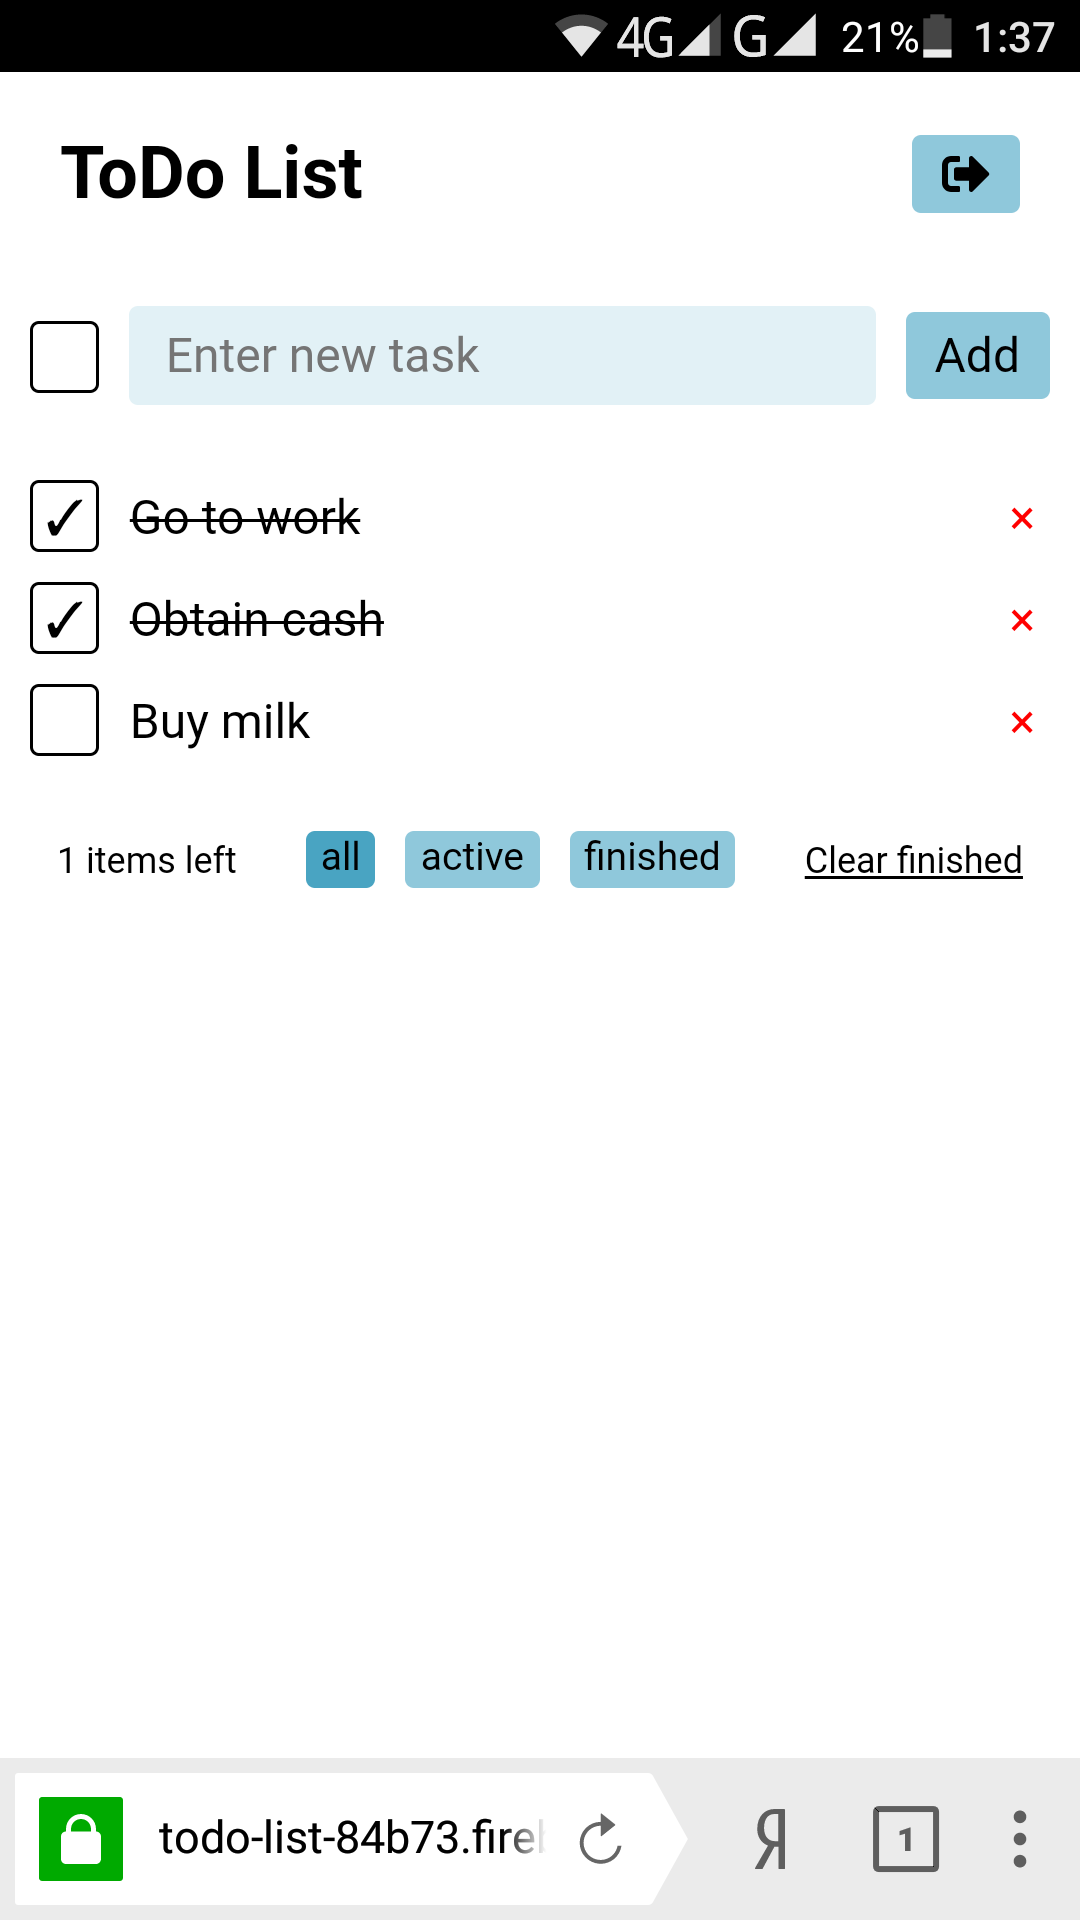 4G G 21% 1:37
ToDo List
Enter new task Add
✓ Go to work ×
✓ Obtain cash ×
Buy milk ×
1 items left all active finished Clear finished
todo-list-84b73.fire Я 1